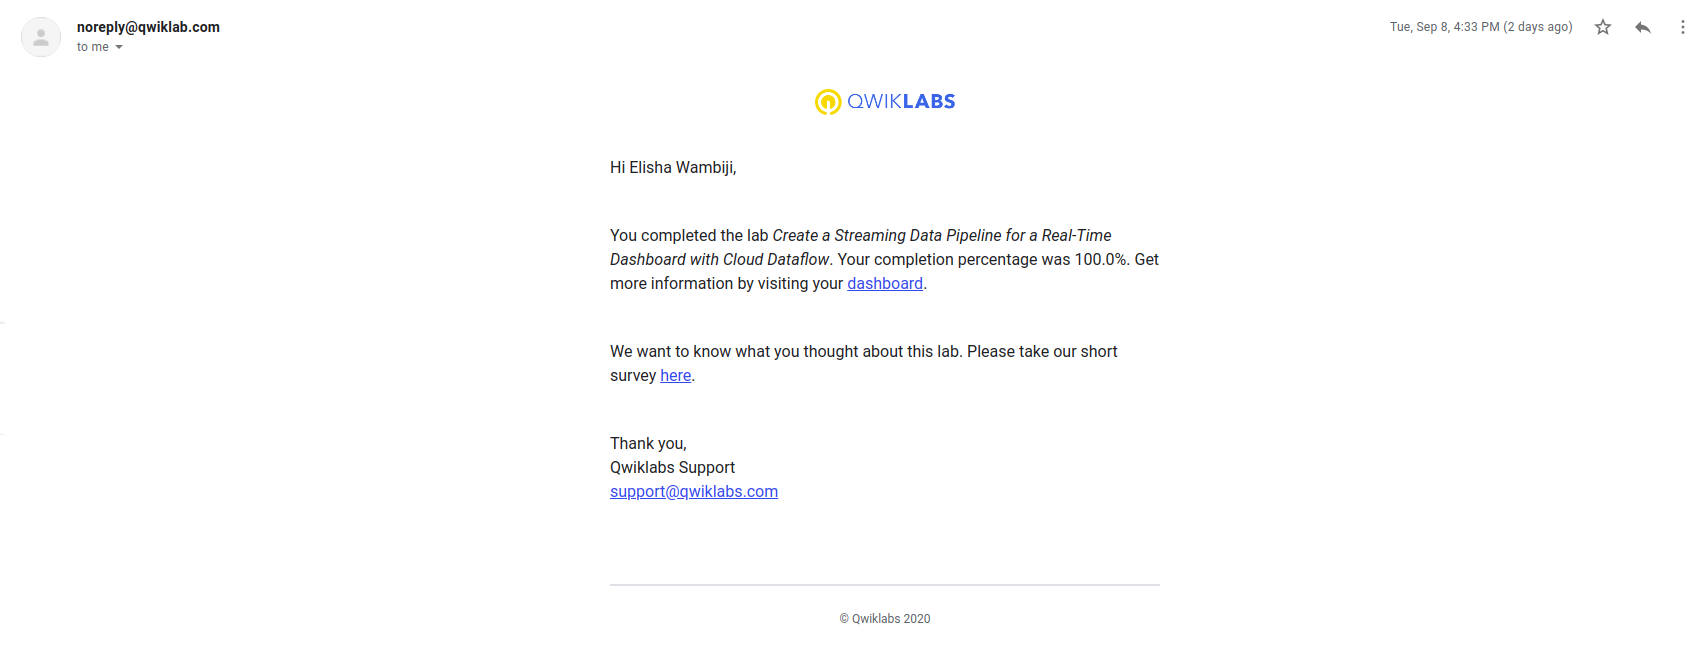 noreply@qwiklab.com
to me
Tue, Sep 8, 4:33 PM (2 days ago)
QWIKLABS
Hi Elisha Wambiji,
You completed the lab Create a Streaming Data Pipeline for a Real-Time
Dashboard with Cloud Dataflow. Your completion percentage was 100.0%. Get
more information by visiting your dashboard.
We want to know what you thought about this lab. Please take our short
survey here.
Thank you,
Qwiklabs Support
support@qwiklabs.com
© Qwiklabs 2020